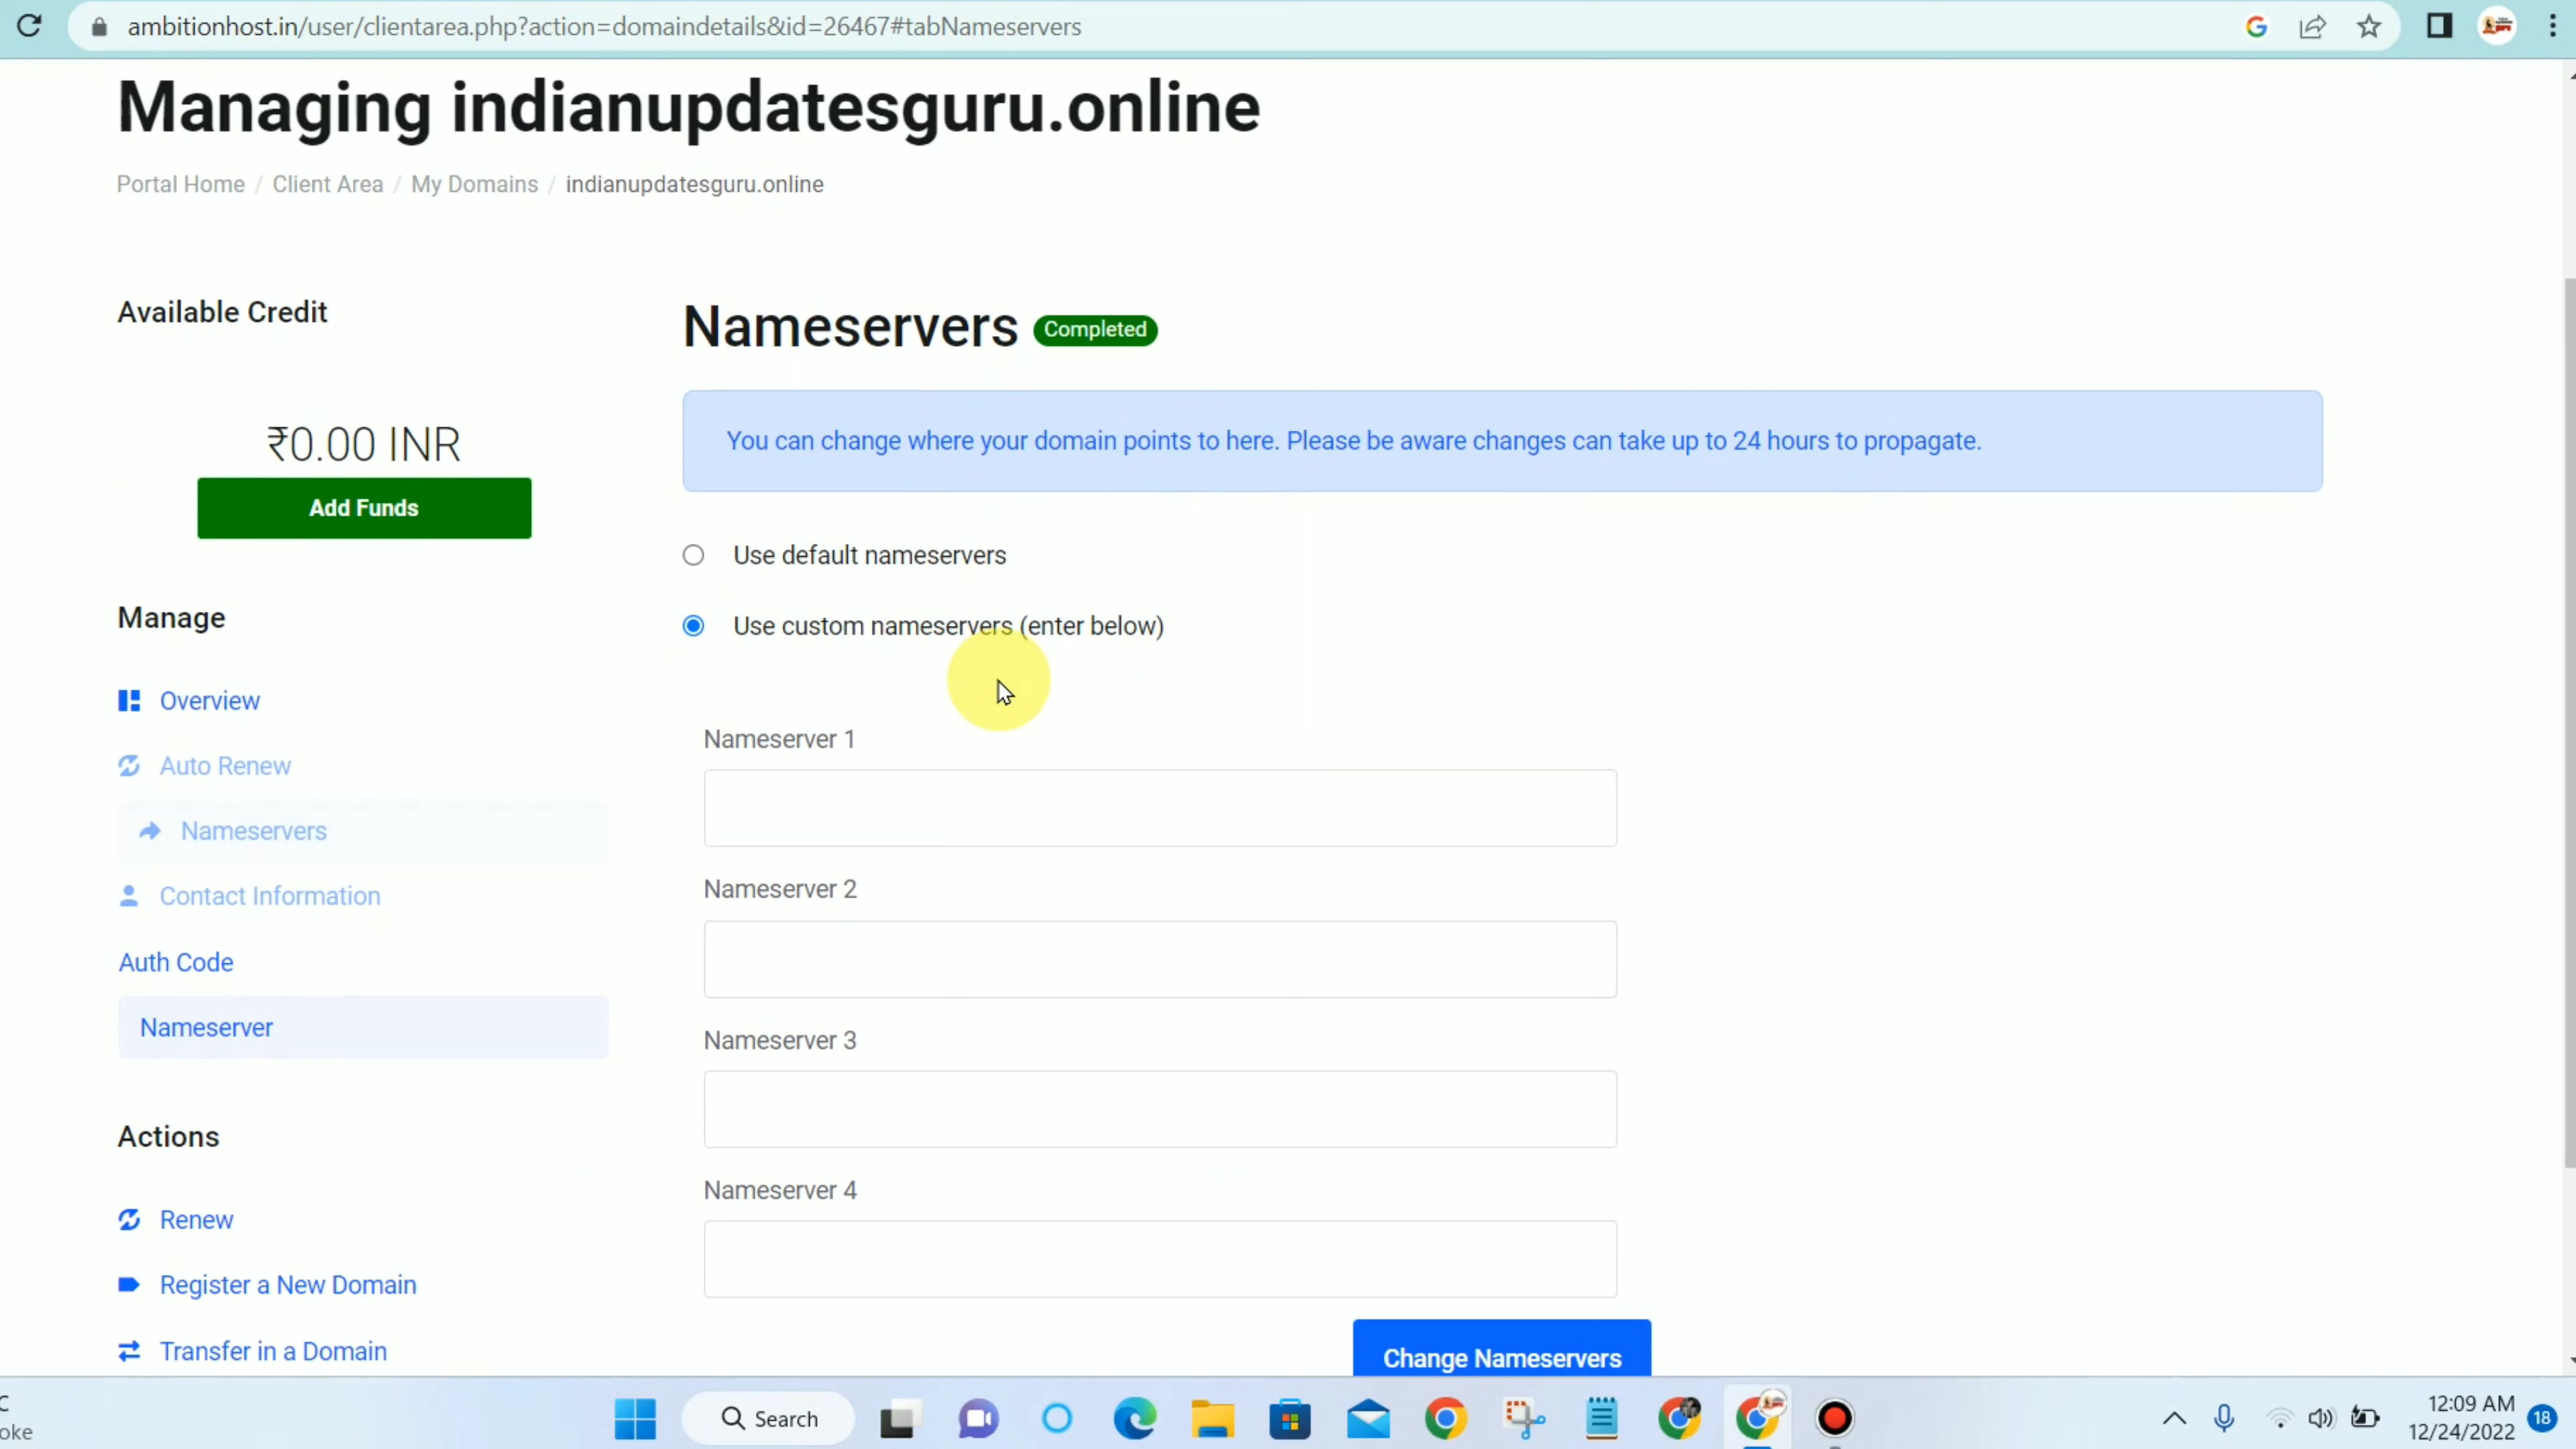 ambitionhost.in/user/clientarea.php?action=domaindetails&id=26467#tabNameservers
Managing indianupdatesguru.online
Portal Home / Client Area / My Domains / indianupdatesguru.online
Available Credit
₹0.00 INR
Add Funds
Manage
Overview
Auto Renew
Nameservers
Contact Information
Auth Code
Nameserver
Actions
Renew
Register a New Domain
Transfer in a Domain
Nameservers Completed
You can change where your domain points to here. Please be aware changes can take up to 24 hours to propagate.
Use default nameservers
Use custom nameservers (enter below)
Nameserver 1
Nameserver 2
Nameserver 3
Nameserver 4
Change Nameservers
C
oke
Search
12:09 AM
12/24/2022
18